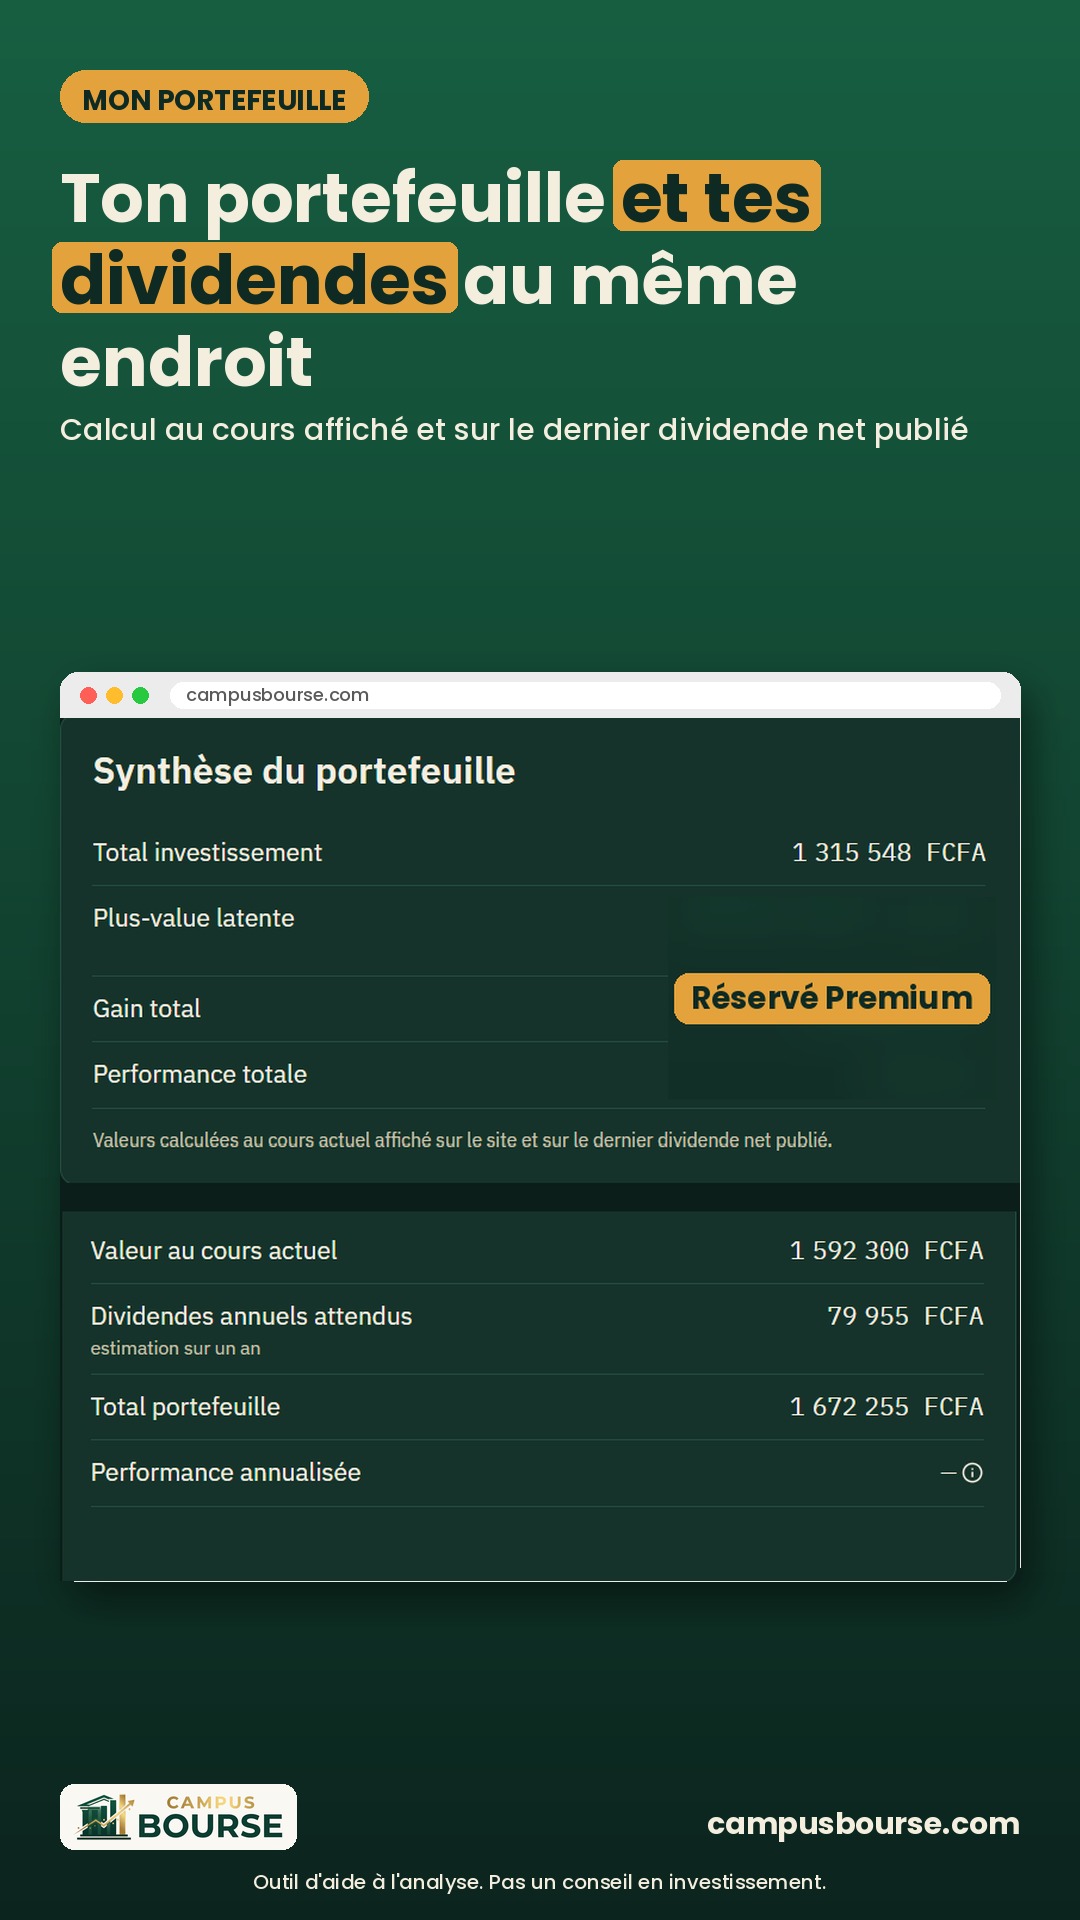 MON PORTEFEUILLE
Ton portefeuille et tes
dividendes au même
endroit
Calcul au cours affiché et sur le dernier dividende net publié
campusbourse.com
Synthèse du portefeuille
Total investissement 1 315 548 FCFA
Plus-value latente
Réservé Premium
Gain total
Performance totale
Valeurs calculées au cours actuel affiché sur le site et sur le dernier dividende net publié.
Valeur au cours actuel 1 592 300 FCFA
Dividendes annuels attendus 79 955 FCFA
estimation sur un an
Total portefeuille 1 672 255 FCFA
Performance annualisée —
CAMPUS
BOURSE
campusbourse.com
Outil d'aide à l'analyse. Pas un conseil en investissement.